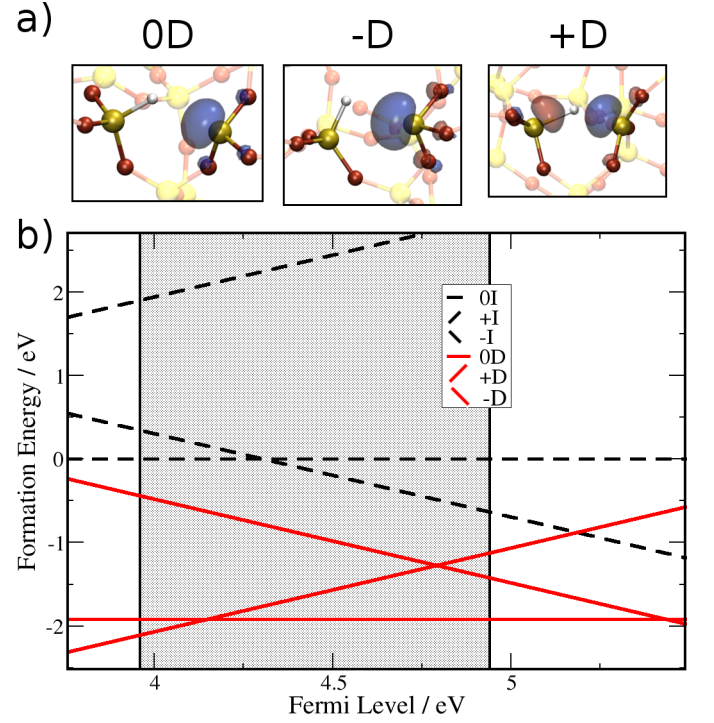 a)
0D
-D
+D
b)
2
1
0
-1
-2
Formation Energy / eV
0I
+I
-I
0D
+D
-D
4
4.5
5
Fermi Level / eV